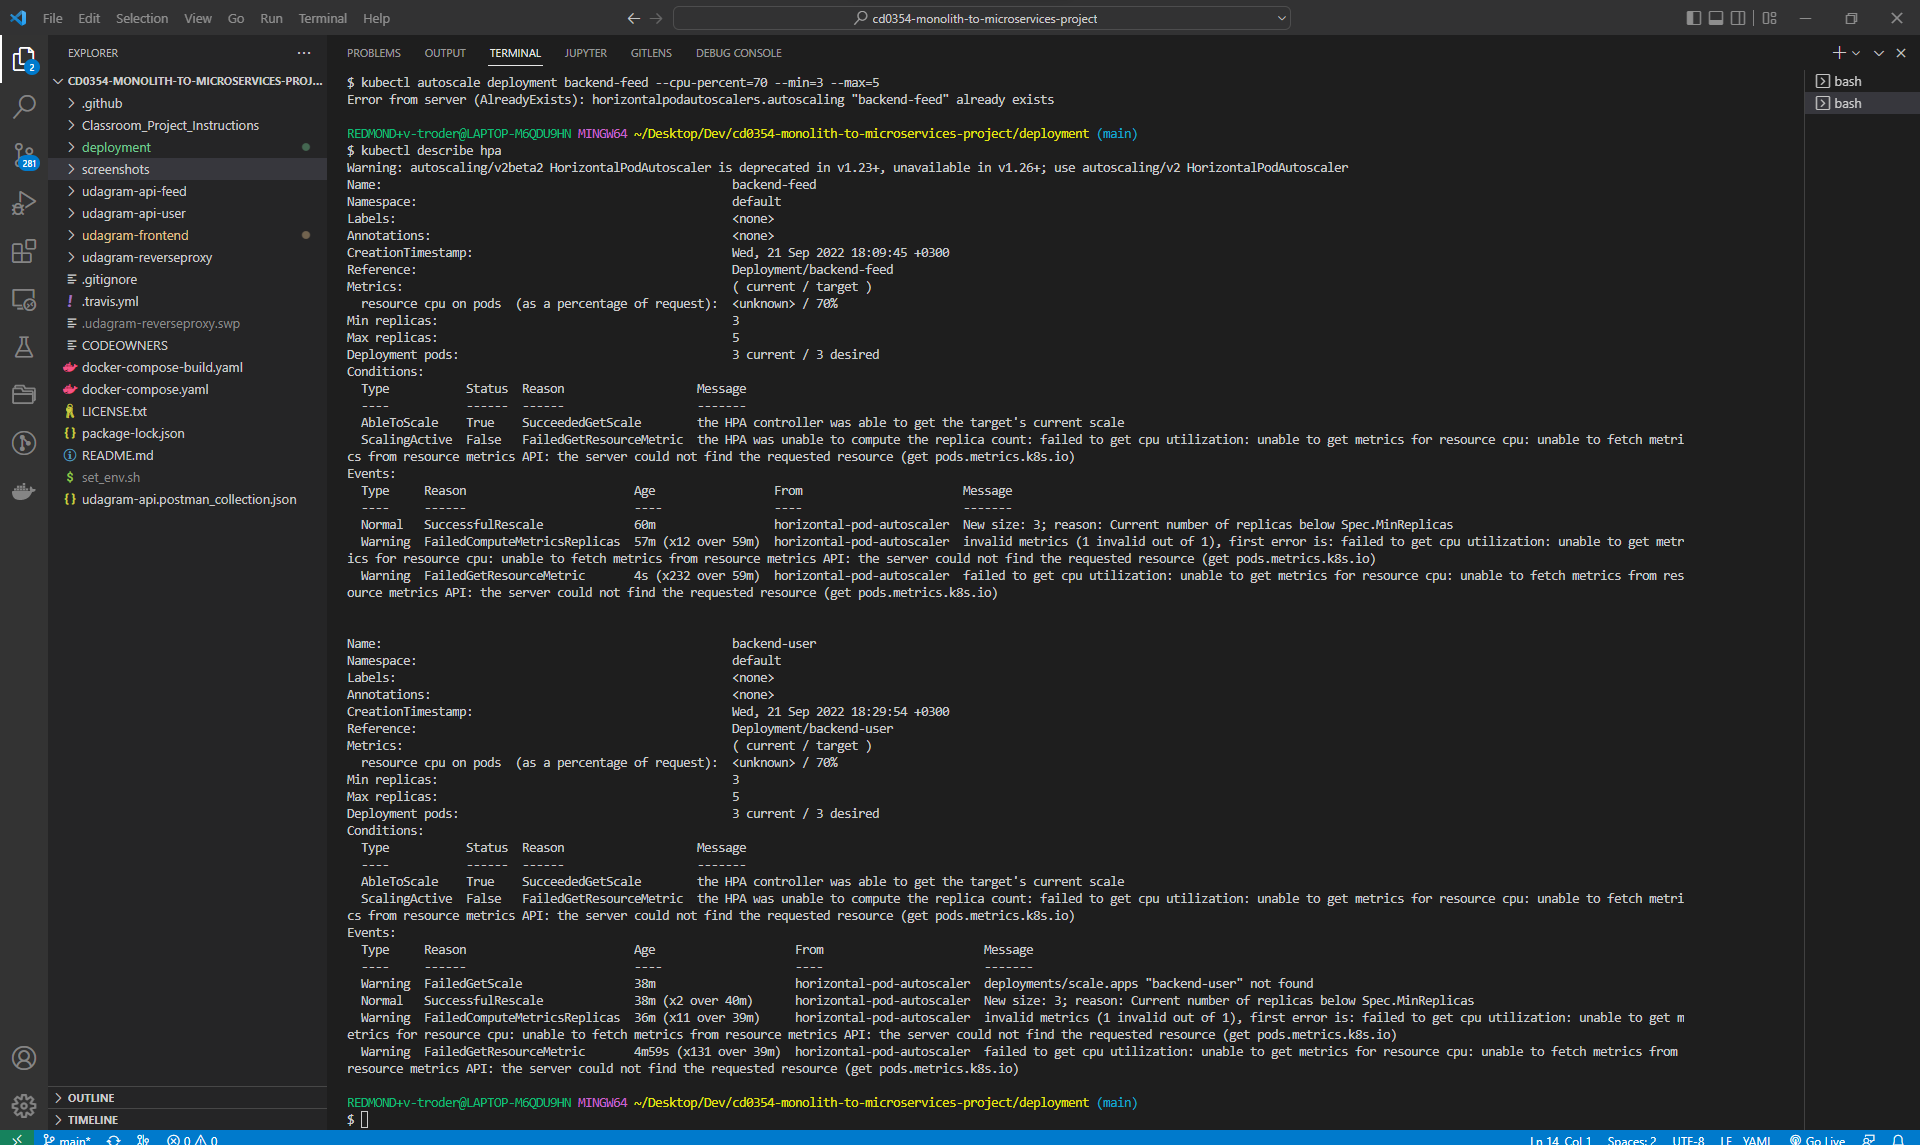 File Edit Selection View Go Run Terminal Help
cd0354-monolith-to-microservices-project
EXPLORER
CD0354-MONOLITH-TO-MICROSERVICES-PROJ...
.github
Classroom_Project_Instructions
deployment
screenshots
udagram-api-feed
udagram-api-user
udagram-frontend
udagram-reverseproxy
.gitignore
.travis.yml
.udagram-reverseproxy.swp
CODEOWNERS
docker-compose-build.yaml
docker-compose.yaml
LICENSE.txt
package-lock.json
README.md
set_env.sh
udagram-api.postman_collection.json
OUTLINE
TIMELINE
2
281
PROBLEMS OUTPUT TERMINAL JUPYTER GITLENS DEBUG CONSOLE
bash
bash
$ kubectl autoscale deployment backend-feed --cpu-percent=70 --min=3 --max=5
Error from server (AlreadyExists): horizontalpodautoscalers.autoscaling "backend-feed" already exists
REDMOND+v-troder@LAPTOP-M6QDU9HN MINGW64 ~/Desktop/Dev/cd0354-monolith-to-microservices-project/deployment (main)
$ kubectl describe hpa
Warning: autoscaling/v2beta2 HorizontalPodAutoscaler is deprecated in v1.23+, unavailable in v1.26+; use autoscaling/v2 HorizontalPodAutoscaler
Name: backend-feed
Namespace: default
Labels: <none>
Annotations: <none>
CreationTimestamp: Wed, 21 Sep 2022 18:09:45 +0300
Reference: Deployment/backend-feed
Metrics: ( current / target )
resource cpu on pods (as a percentage of request): <unknown> / 70%
Min replicas: 3
Max replicas: 5
Deployment pods: 3 current / 3 desired
Conditions:
Type Status Reason Message
---- ------ ------ -------
AbleToScale True SucceededGetScale the HPA controller was able to get the target's current scale
ScalingActive False FailedGetResourceMetric the HPA was unable to compute the replica count: failed to get cpu utilization: unable to get metrics for resource cpu: unable to fetch metri
cs from resource metrics API: the server could not find the requested resource (get pods.metrics.k8s.io)
Events:
Type Reason Age From Message
---- ------ ---- ---- -------
Normal SuccessfulRescale 60m horizontal-pod-autoscaler New size: 3; reason: Current number of replicas below Spec.MinReplicas
Warning FailedComputeMetricsReplicas 57m (x12 over 59m) horizontal-pod-autoscaler invalid metrics (1 invalid out of 1), first error is: failed to get cpu utilization: unable to get metr
ics for resource cpu: unable to fetch metrics from resource metrics API: the server could not find the requested resource (get pods.metrics.k8s.io)
Warning FailedGetResourceMetric 4s (x232 over 59m) horizontal-pod-autoscaler failed to get cpu utilization: unable to get metrics for resource cpu: unable to fetch metrics from res
ource metrics API: the server could not find the requested resource (get pods.metrics.k8s.io)
Name: backend-user
Namespace: default
Labels: <none>
Annotations: <none>
CreationTimestamp: Wed, 21 Sep 2022 18:29:54 +0300
Reference: Deployment/backend-user
Metrics: ( current / target )
resource cpu on pods (as a percentage of request): <unknown> / 70%
Min replicas: 3
Max replicas: 5
Deployment pods: 3 current / 3 desired
Conditions:
Type Status Reason Message
---- ------ ------ -------
AbleToScale True SucceededGetScale the HPA controller was able to get the target's current scale
ScalingActive False FailedGetResourceMetric the HPA was unable to compute the replica count: failed to get cpu utilization: unable to get metrics for resource cpu: unable to fetch metri
cs from resource metrics API: the server could not find the requested resource (get pods.metrics.k8s.io)
Events:
Type Reason Age From Message
---- ------ ---- ---- -------
Warning FailedGetScale 38m horizontal-pod-autoscaler deployments/scale.apps "backend-user" not found
Normal SuccessfulRescale 38m (x2 over 40m) horizontal-pod-autoscaler New size: 3; reason: Current number of replicas below Spec.MinReplicas
Warning FailedComputeMetricsReplicas 36m (x11 over 39m) horizontal-pod-autoscaler invalid metrics (1 invalid out of 1), first error is: failed to get cpu utilization: unable to get m
etrics for resource cpu: unable to fetch metrics from resource metrics API: the server could not find the requested resource (get pods.metrics.k8s.io)
Warning FailedGetResourceMetric 4m59s (x131 over 39m) horizontal-pod-autoscaler failed to get cpu utilization: unable to get metrics for resource cpu: unable to fetch metrics from
resource metrics API: the server could not find the requested resource (get pods.metrics.k8s.io)
REDMOND+v-troder@LAPTOP-M6QDU9HN MINGW64 ~/Desktop/Dev/cd0354-monolith-to-microservices-project/deployment (main)
$
main* 0 0 Ln 14, Col 1 Spaces: 2 UTF-8 LF YAML Go Live